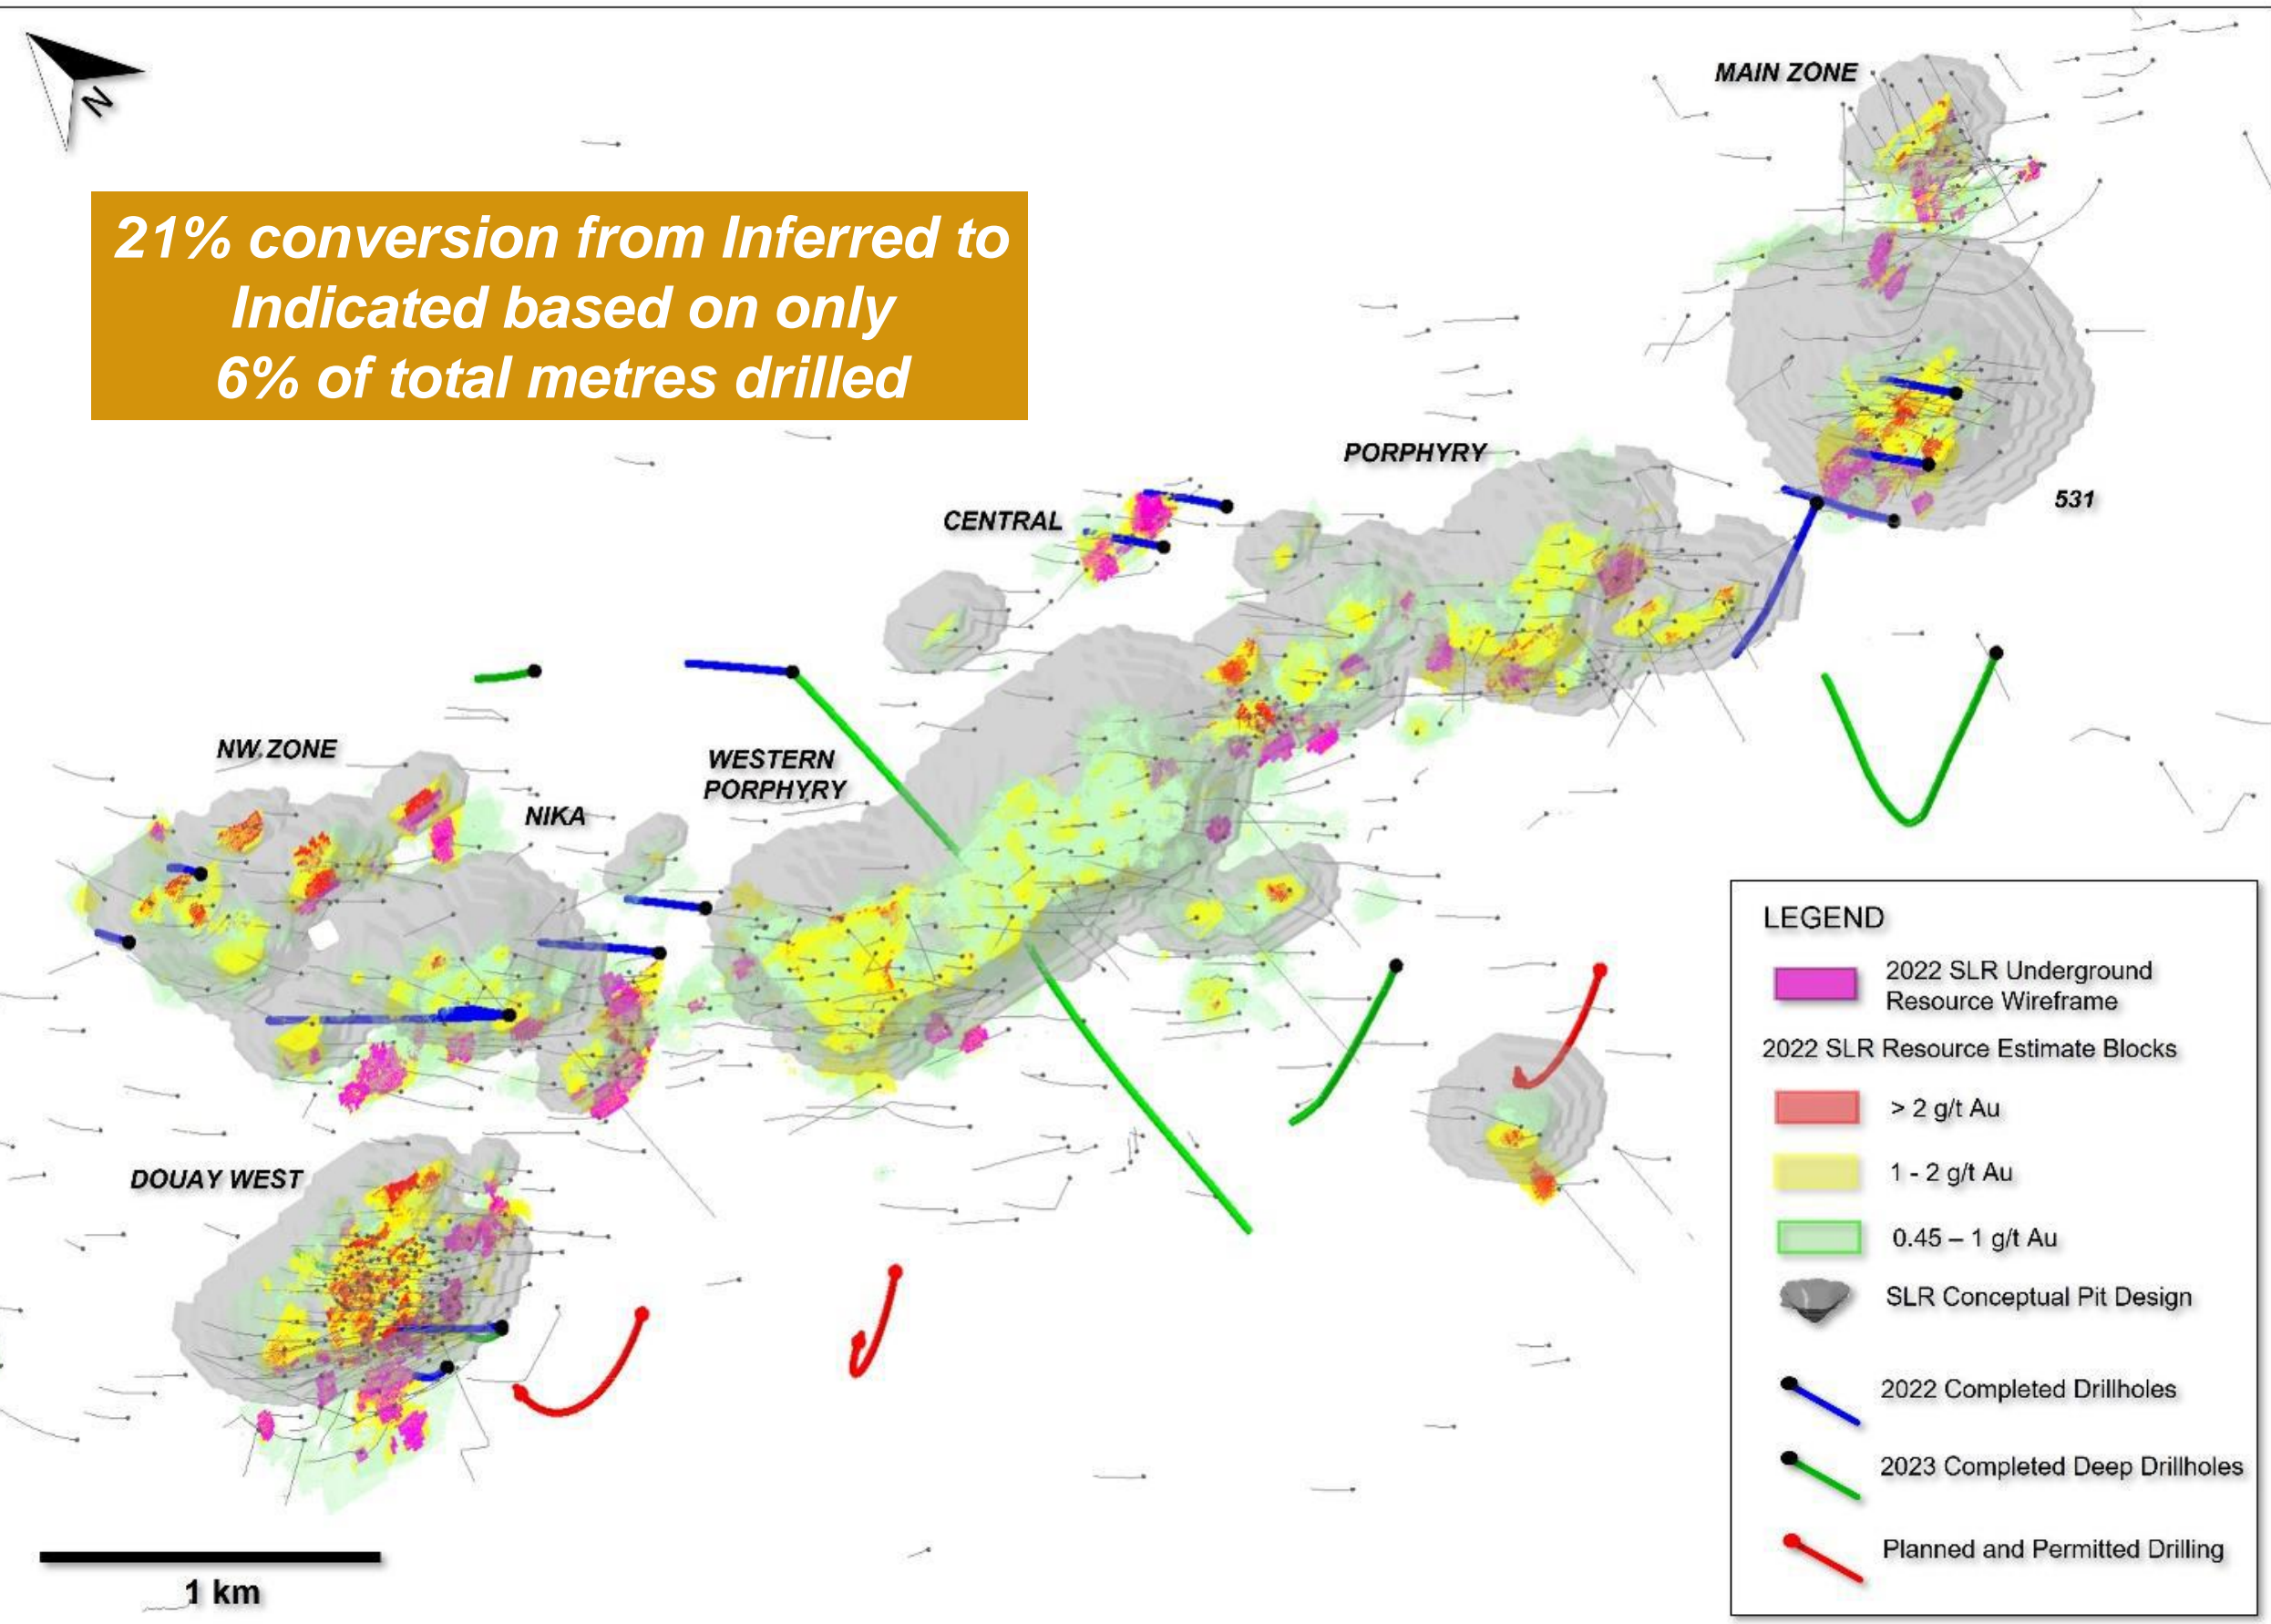 N
21% conversion from Inferred to
Indicated based on only
6% of total metres drilled
MAIN ZONE
PORPHYRY
531
CENTRAL
NW ZONE
WESTERN
PORPHYRY
NIKA
DOUAY WEST
LEGEND
2022 SLR Underground
Resource Wireframe
2022 SLR Resource Estimate Blocks
> 2 g/t Au
1 - 2 g/t Au
0.45 – 1 g/t Au
SLR Conceptual Pit Design
2022 Completed Drillholes
2023 Completed Deep Drillholes
Planned and Permitted Drilling
1 km